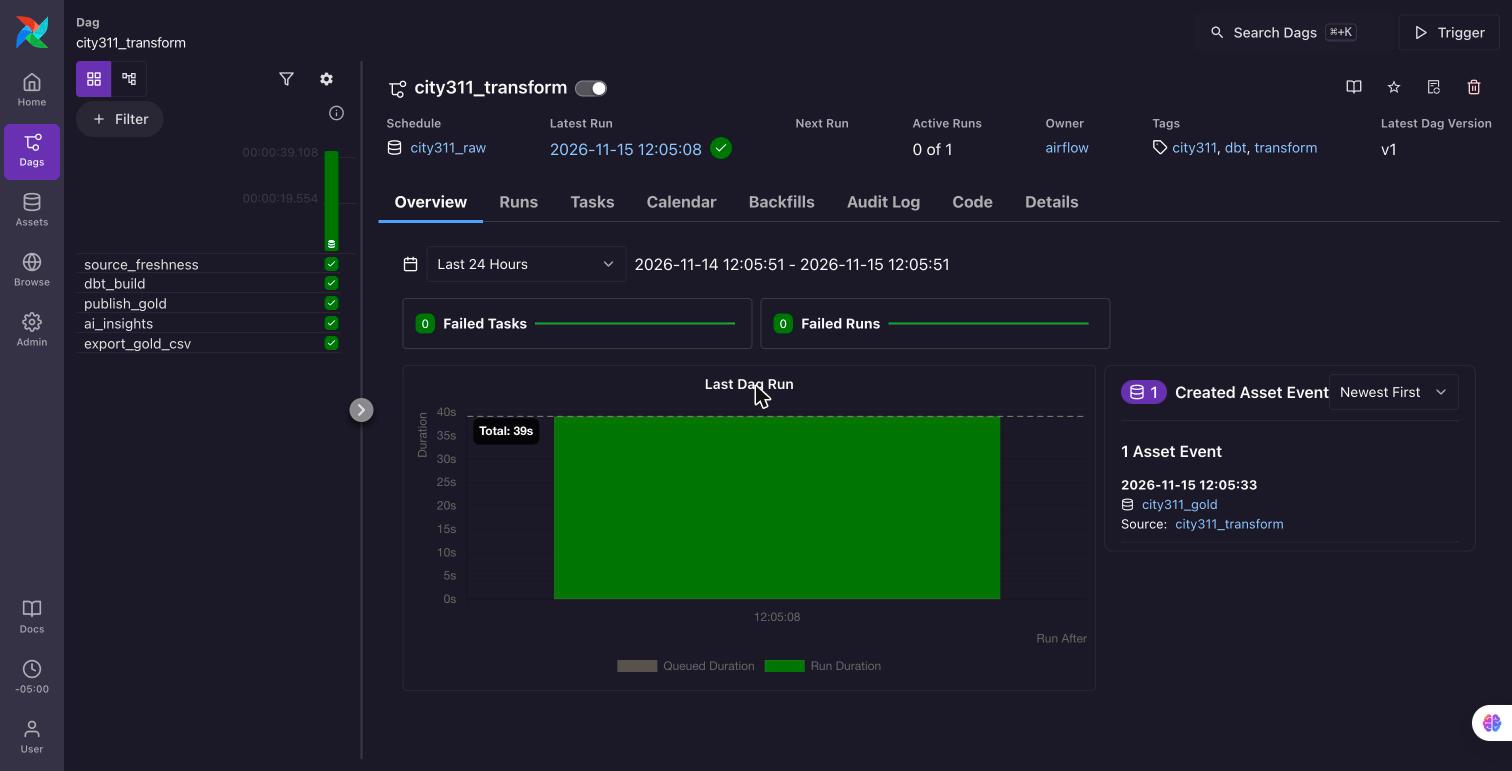 Dag
city311_transform
Search Dags ⌘+K
Trigger
Home
Dags
Assets
Browse
Admin
Docs
-05:00
User
+ Filter
00:00:39.108
00:00:19.554
source_freshness
dbt_build
publish_gold
ai_insights
export_gold_csv
city311_transform
Schedule Latest Run Next Run Active Runs Owner Tags Latest Dag Version
city311_raw 2026-11-15 12:05:08 0 of 1 airflow city311, dbt, transform v1
Overview Runs Tasks Calendar Backfills Audit Log Code Details
Last 24 Hours 2026-11-14 12:05:51 - 2026-11-15 12:05:51
0 Failed Tasks 0 Failed Runs
Last Dag Run
Duration
40s
Total: 39s
35s
30s
25s
20s
15s
10s
5s
0s
12:05:08
Run After
Queued Duration Run Duration
1 Created Asset Event Newest First
1 Asset Event
2026-11-15 12:05:33
city311_gold
Source: city311_transform